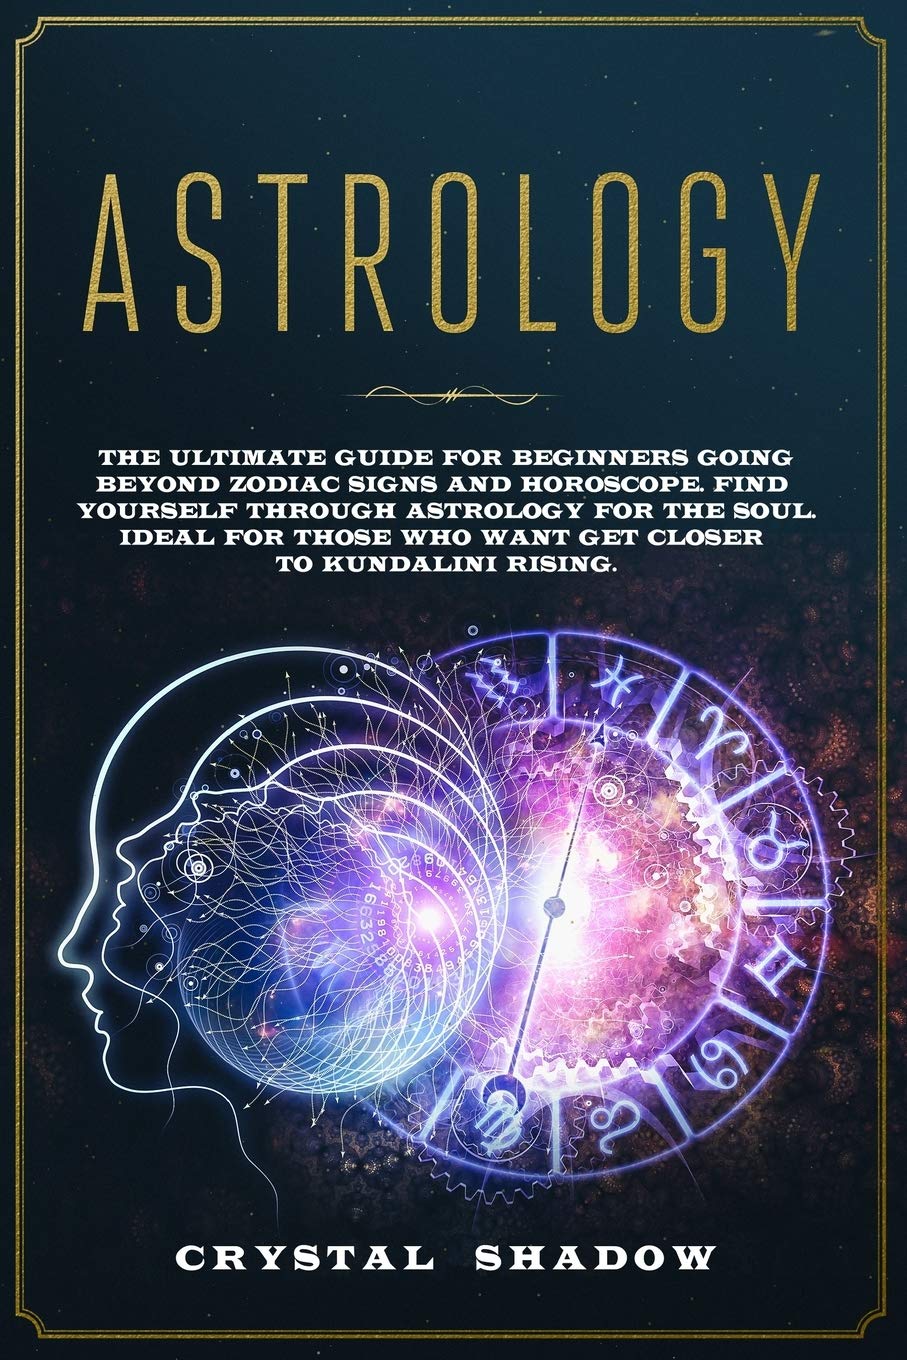 ASTROLOGY
THE ULTIMATE GUIDE FOR BEGINNERS GOING
BEYOND ZODIAC SIGNS AND HOROSCOPE. FIND
YOURSELF THROUGH ASTROLOGY FOR THE SOUL.
IDEAL FOR THOSE WHO WANT GET CLOSER
TO KUNDALINI RISING.
CRYSTAL SHADOW